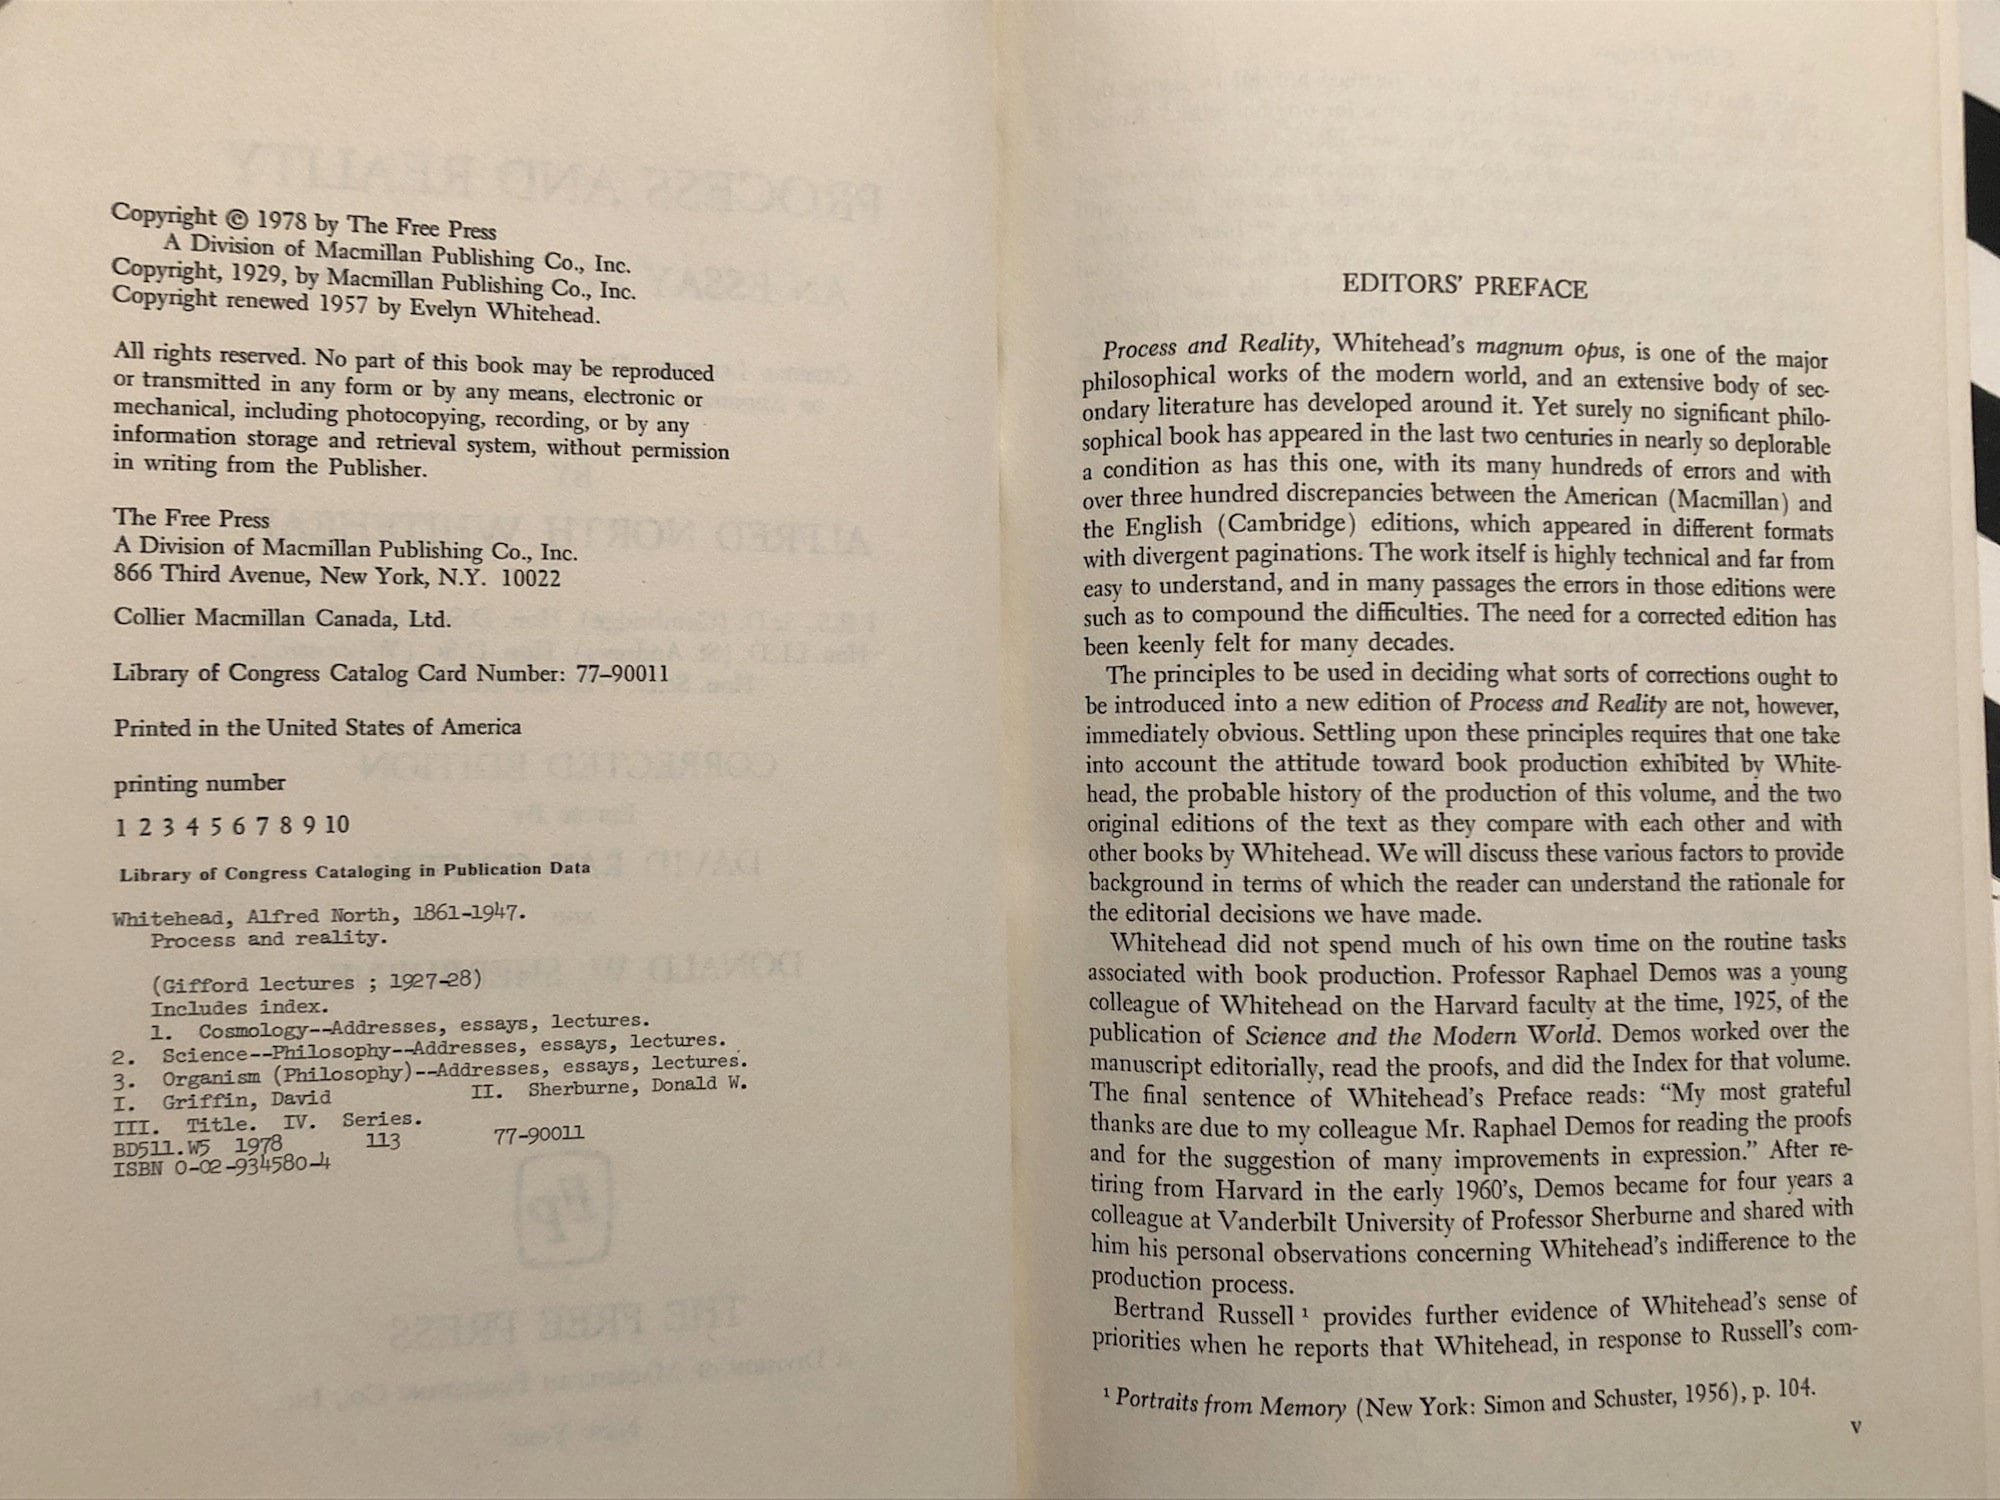 Copyright © 1978 by The Free Press
A Division of Macmillan Publishing Co., Inc.
Copyright, 1929, by Macmillan Publishing Co., Inc.
Copyright renewed 1957 by Evelyn Whitehead.
All rights reserved. No part of this book may be reproduced
or transmitted in any form or by any means, electronic or
mechanical, including photocopying, recording, or by any
information storage and retrieval system, without permission
in writing from the Publisher.
The Free Press
A Division of Macmillan Publishing Co., Inc.
866 Third Avenue, New York, N.Y. 10022
Collier Macmillan Canada, Ltd.
Library of Congress Catalog Card Number: 77–90011
Printed in the United States of America
printing number
1 2 3 4 5 6 7 8 9 10
Library of Congress Cataloging in Publication Data
Whitehead, Alfred North, 1861-1947.
Process and reality.
(Gifford lectures ; 1927-28)
Includes index.
1. Cosmology--Addresses, essays, lectures.
2. Science--Philosophy--Addresses, essays, lectures.
3. Organism (Philosophy)--Addresses, essays, lectures.
I. Griffin, David II. Sherburne, Donald W.
III. Title. IV. Series.
BD511.W5 1978 113 77-90011
ISBN 0-02-934580-4
EDITORS' PREFACE
Process and Reality, Whitehead's magnum opus, is one of the major
philosophical works of the modern world, and an extensive body of sec-
ondary literature has developed around it. Yet surely no significant philo-
sophical book has appeared in the last two centuries in nearly so deplorable
a condition as has this one, with its many hundreds of errors and with
over three hundred discrepancies between the American (Macmillan) and
the English (Cambridge) editions, which appeared in different formats
with divergent paginations. The work itself is highly technical and far from
easy to understand, and in many passages the errors in those editions were
such as to compound the difficulties. The need for a corrected edition has
been keenly felt for many decades.
The principles to be used in deciding what sorts of corrections ought to
be introduced into a new edition of Process and Reality are not, however,
immediately obvious. Settling upon these principles requires that one take
into account the attitude toward book production exhibited by White-
head, the probable history of the production of this volume, and the two
original editions of the text as they compare with each other and with
other books by Whitehead. We will discuss these various factors to provide
background in terms of which the reader can understand the rationale for
the editorial decisions we have made.
Whitehead did not spend much of his own time on the routine tasks
associated with book production. Professor Raphael Demos was a young
colleague of Whitehead on the Harvard faculty at the time, 1925, of the
publication of Science and the Modern World. Demos worked over the
manuscript editorially, read the proofs, and did the Index for that volume.
The final sentence of Whitehead's Preface reads: “My most grateful
thanks are due to my colleague Mr. Raphael Demos for reading the proofs
and for the suggestion of many improvements in expression.” After re-
tiring from Harvard in the early 1960's, Demos became for four years a
colleague at Vanderbilt University of Professor Sherburne and shared with
him his personal observations concerning Whitehead's indifference to the
production process.
Bertrand Russell ¹ provides further evidence of Whitehead's sense of
priorities when he reports that Whitehead, in response to Russell's com-
¹ Portraits from Memory (New York: Simon and Schuster, 1956), p. 104.
v